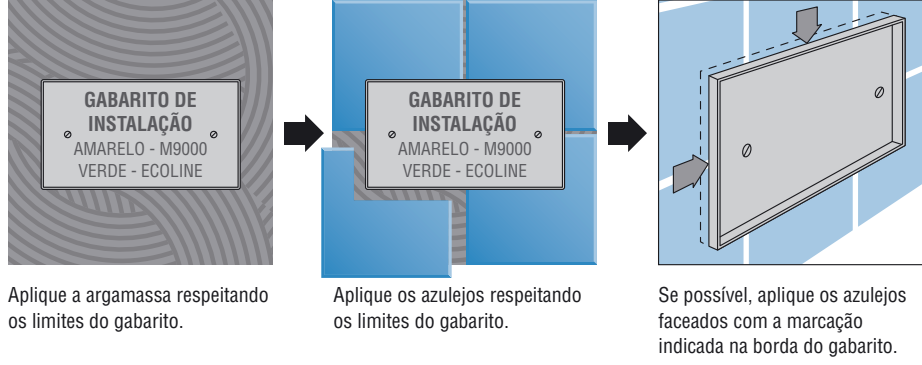 GABARITO DE
INSTALAÇÃO
AMARELO - M9000
VERDE - ECOLINE
GABARITO DE
INSTALAÇÃO
AMARELO - M9000
VERDE - ECOLINE
Aplique a argamassa respeitando
os limites do gabarito.
Aplique os azulejos respeitando
os limites do gabarito.
Se possível, aplique os azulejos
faceados com a marcação
indicada na borda do gabarito.